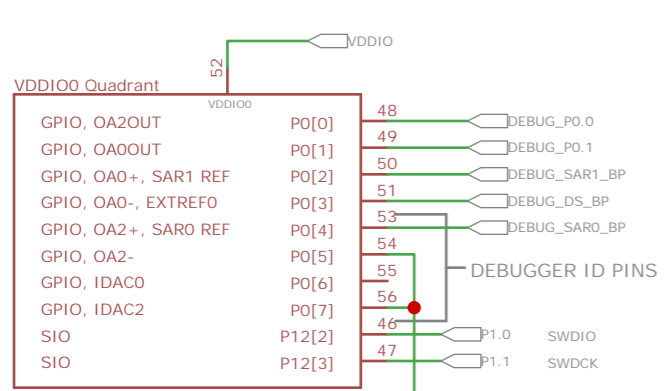 VDDIO
52
VDDIO0 Quadrant
VDDIO0
GPIO, OA2OUT P0[0] 48 DEBUG_P0.0
GPIO, OA0OUT P0[1] 49 DEBUG_P0.1
GPIO, OA0+, SAR1 REF P0[2] 50 DEBUG_SAR1_BP
GPIO, OA0-, EXTREF0 P0[3] 51 DEBUG_DS_BP
GPIO, OA2+, SAR0 REF P0[4] 53 DEBUG_SAR0_BP
GPIO, OA2- P0[5] 54
GPIO, IDAC0 P0[6] 55 DEBUGGER ID PINS
GPIO, IDAC2 P0[7] 56
SIO P12[2] 46 P1.0 SWDIO
SIO P12[3] 47 P1.1 SWDCK